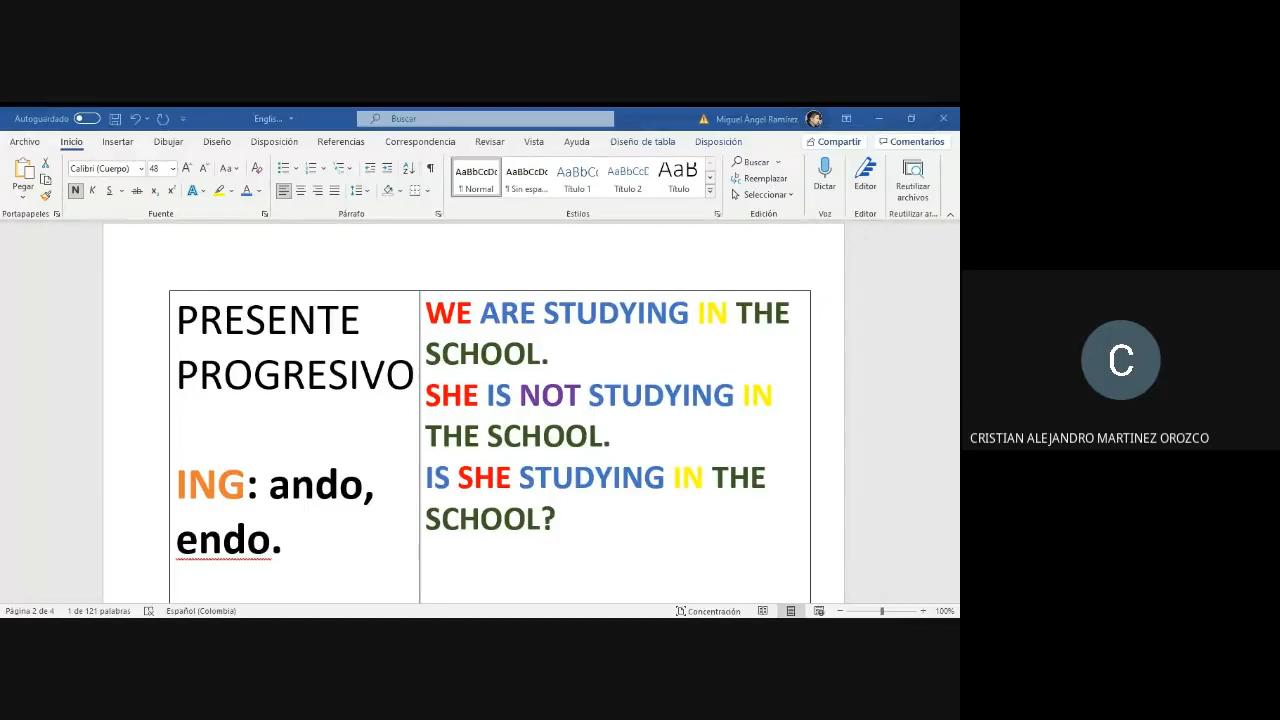 Autoguardado
Englis...
Buscar
Miguel Ángel Ramírez
Archivo Inicio Insertar Dibujar Diseño Disposición Referencias Correspondencia Revisar Vista Ayuda Diseño de tabla Disposición Compartir Comentarios
Pegar
Calibri (Cuerpo) 48
AaBbCcDc AaBbCcDc AaBbCc AaBbCcD AaB
¶ Normal ¶ Sin espa... Título 1 Título 2 Título
Buscar
Reemplazar
Seleccionar
Dictar
Editor
Reutilizar
archivos
Portapapeles Fuente Párrafo Estilos Edición Voz Editor Reutilizar ar...
PRESENTE
PROGRESIVO
ING: ando,
endo.
WE ARE STUDYING IN THE
SCHOOL.
SHE IS NOT STUDYING IN
THE SCHOOL.
IS SHE STUDYING IN THE
SCHOOL?
C
CRISTIAN ALEJANDRO MARTINEZ OROZCO
Página 2 de 4 1 de 121 palabras Español (Colombia) Concentración 100%